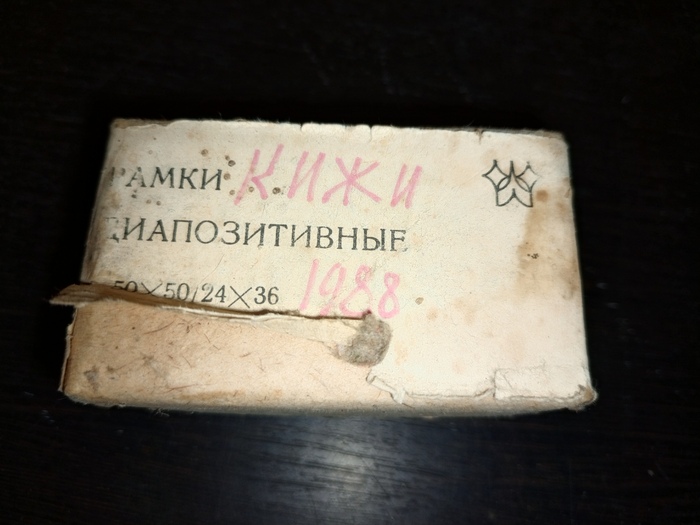 РАМКИ КИЖИ
ДИАПОЗИТИВНЫЕ
50×50/24×36 1988